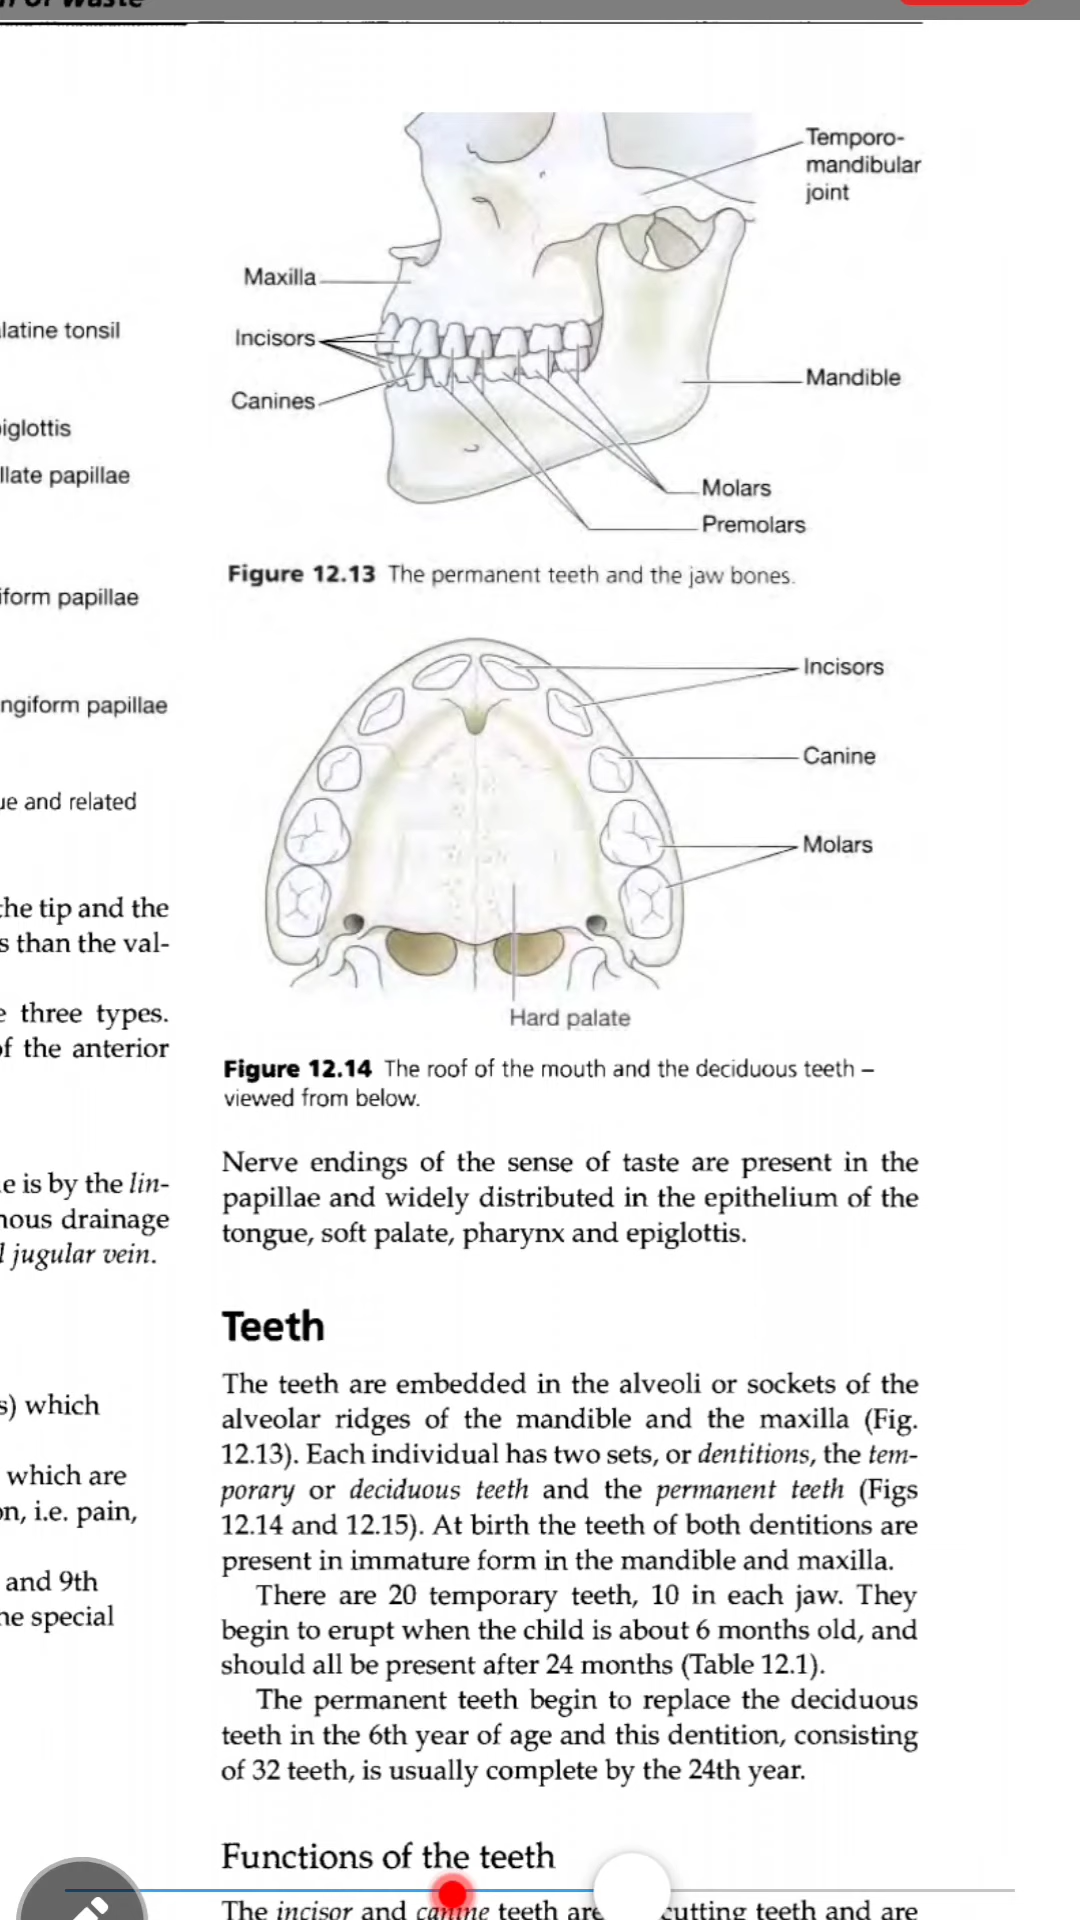 latine tonsil
iglottis
llate papillae
iform papillae
ngiform papillae
ue and related
the tip and the
s than the val-
e three types.
of the anterior
e is by the lin-
nous drainage
l jugular vein.
s) which
which are
on, i.e. pain,
and 9th
he special
Temporo-
mandibular
joint
Maxilla
Incisors
Canines
Mandible
Molars
Premolars
Figure 12.13 The permanent teeth and the jaw bones.
Incisors
Canine
Molars
Hard palate
Figure 12.14 The roof of the mouth and the deciduous teeth –
viewed from below.
Nerve endings of the sense of taste are present in the
papillae and widely distributed in the epithelium of the
tongue, soft palate, pharynx and epiglottis.
Teeth
The teeth are embedded in the alveoli or sockets of the
alveolar ridges of the mandible and the maxilla (Fig.
12.13). Each individual has two sets, or dentitions, the tem-
porary or deciduous teeth and the permanent teeth (Figs
12.14 and 12.15). At birth the teeth of both dentitions are
present in immature form in the mandible and maxilla.
There are 20 temporary teeth, 10 in each jaw. They
begin to erupt when the child is about 6 months old, and
should all be present after 24 months (Table 12.1).
The permanent teeth begin to replace the deciduous
teeth in the 6th year of age and this dentition, consisting
of 32 teeth, is usually complete by the 24th year.
Functions of the teeth
The incisor and canine teeth are cutting teeth and are